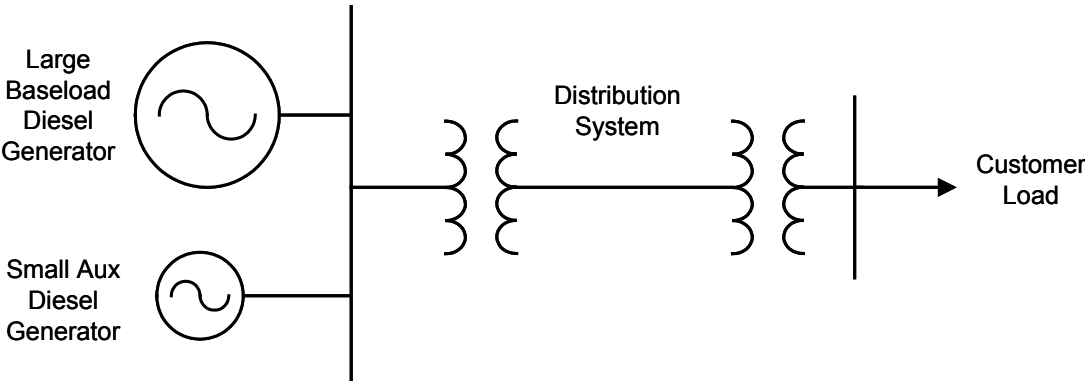 Large
Baseload
Diesel
Generator
Distribution
System
Customer
Load
Small Aux
Diesel
Generator